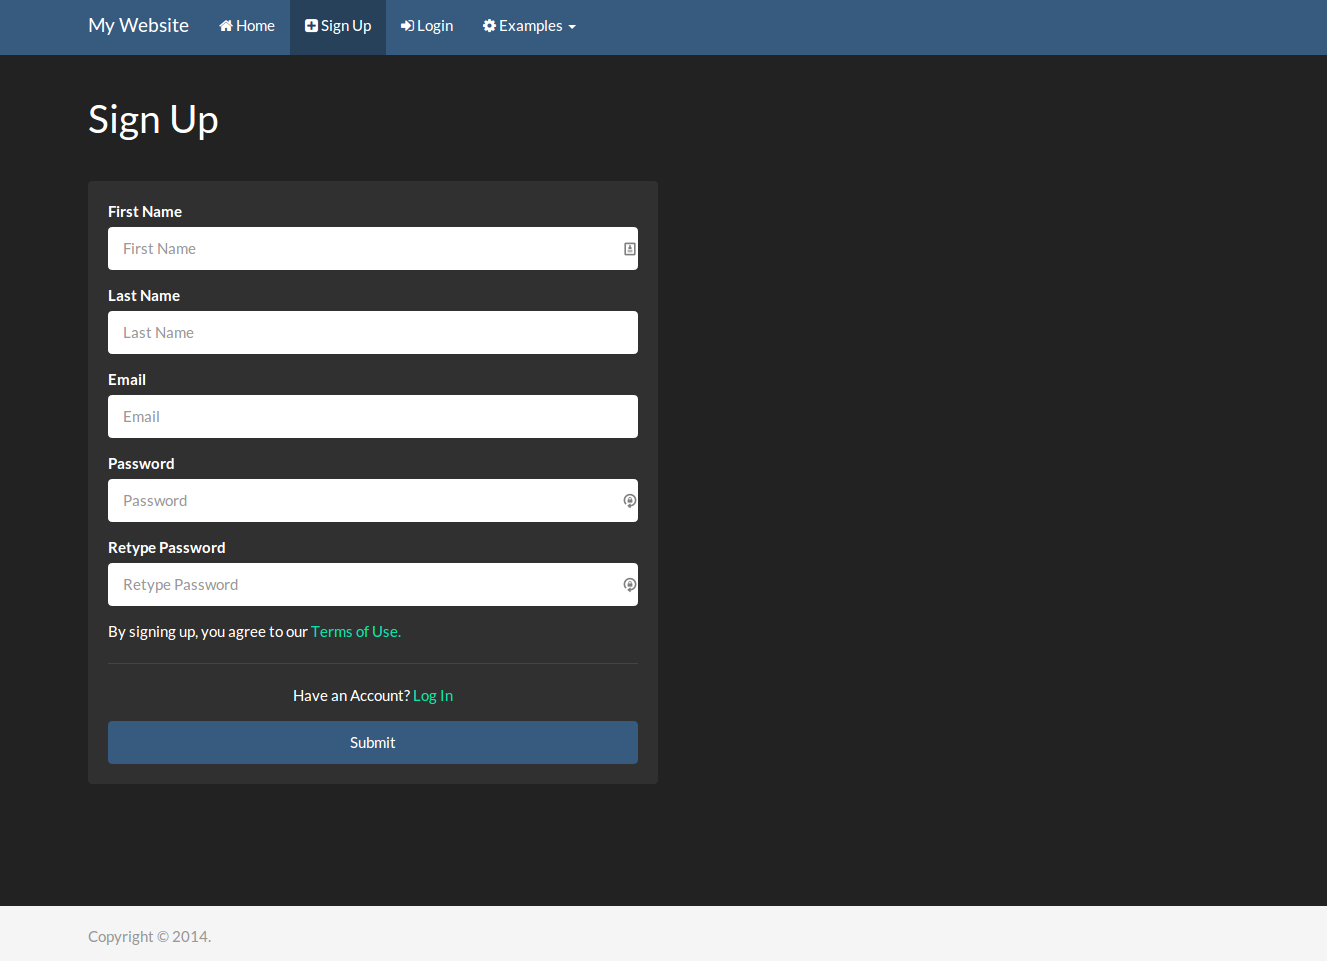 My Website Home Sign Up Login Examples
Sign Up
First Name
First Name
Last Name
Last Name
Email
Email
Password
Password
Retype Password
Retype Password
By signing up, you agree to our Terms of Use.
Have an Account? Log In
Submit
Copyright © 2014.